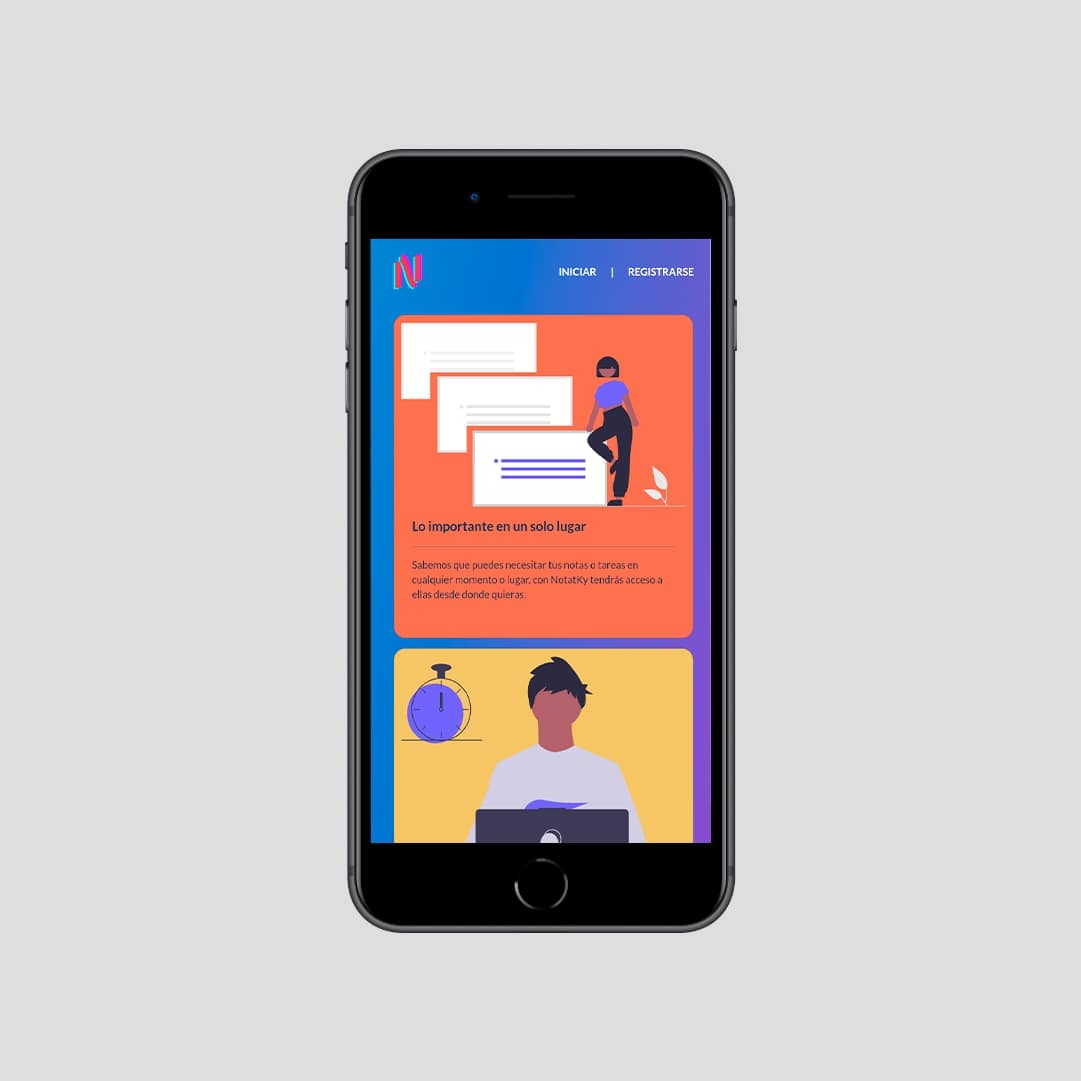 N
INICIAR | REGISTRARSE
Lo importante en un solo lugar
Sabemos que puedes necesitar tus notas o tareas en
cualquier momento o lugar, con NotatKy tendrás acceso a
ellas desde donde quieras.